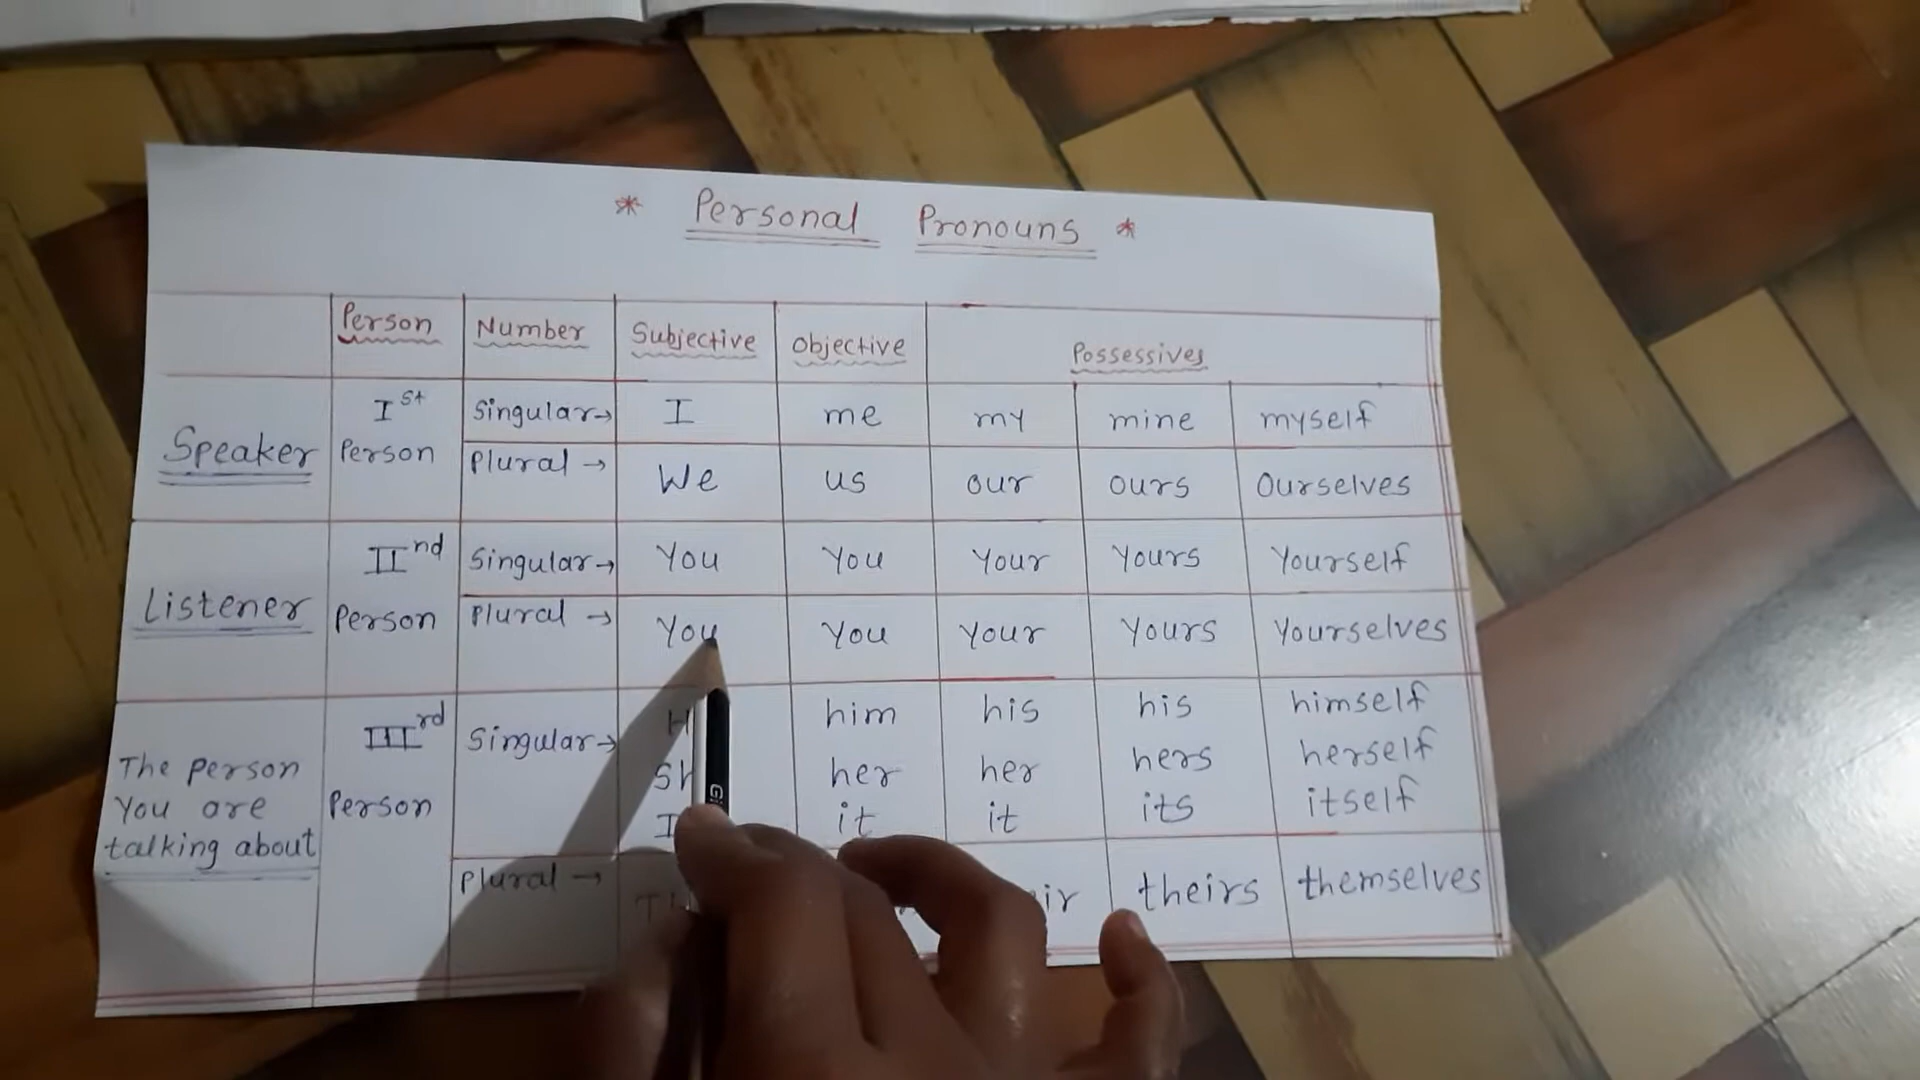 * Personal Pronouns *
Person Number Subjective Objective Possessives
Speaker Ist Person Singular→ I me my mine myself
Plural → We us our ours Ourselves
Listener IInd Person Singular→ You You Your Yours Yourself
Plural → You You Your Yours Yourselves
The person You are talking about IIIrd Person Singular→ him his his himself
her her hers herself
it it its itself
Plural → theirs themselves